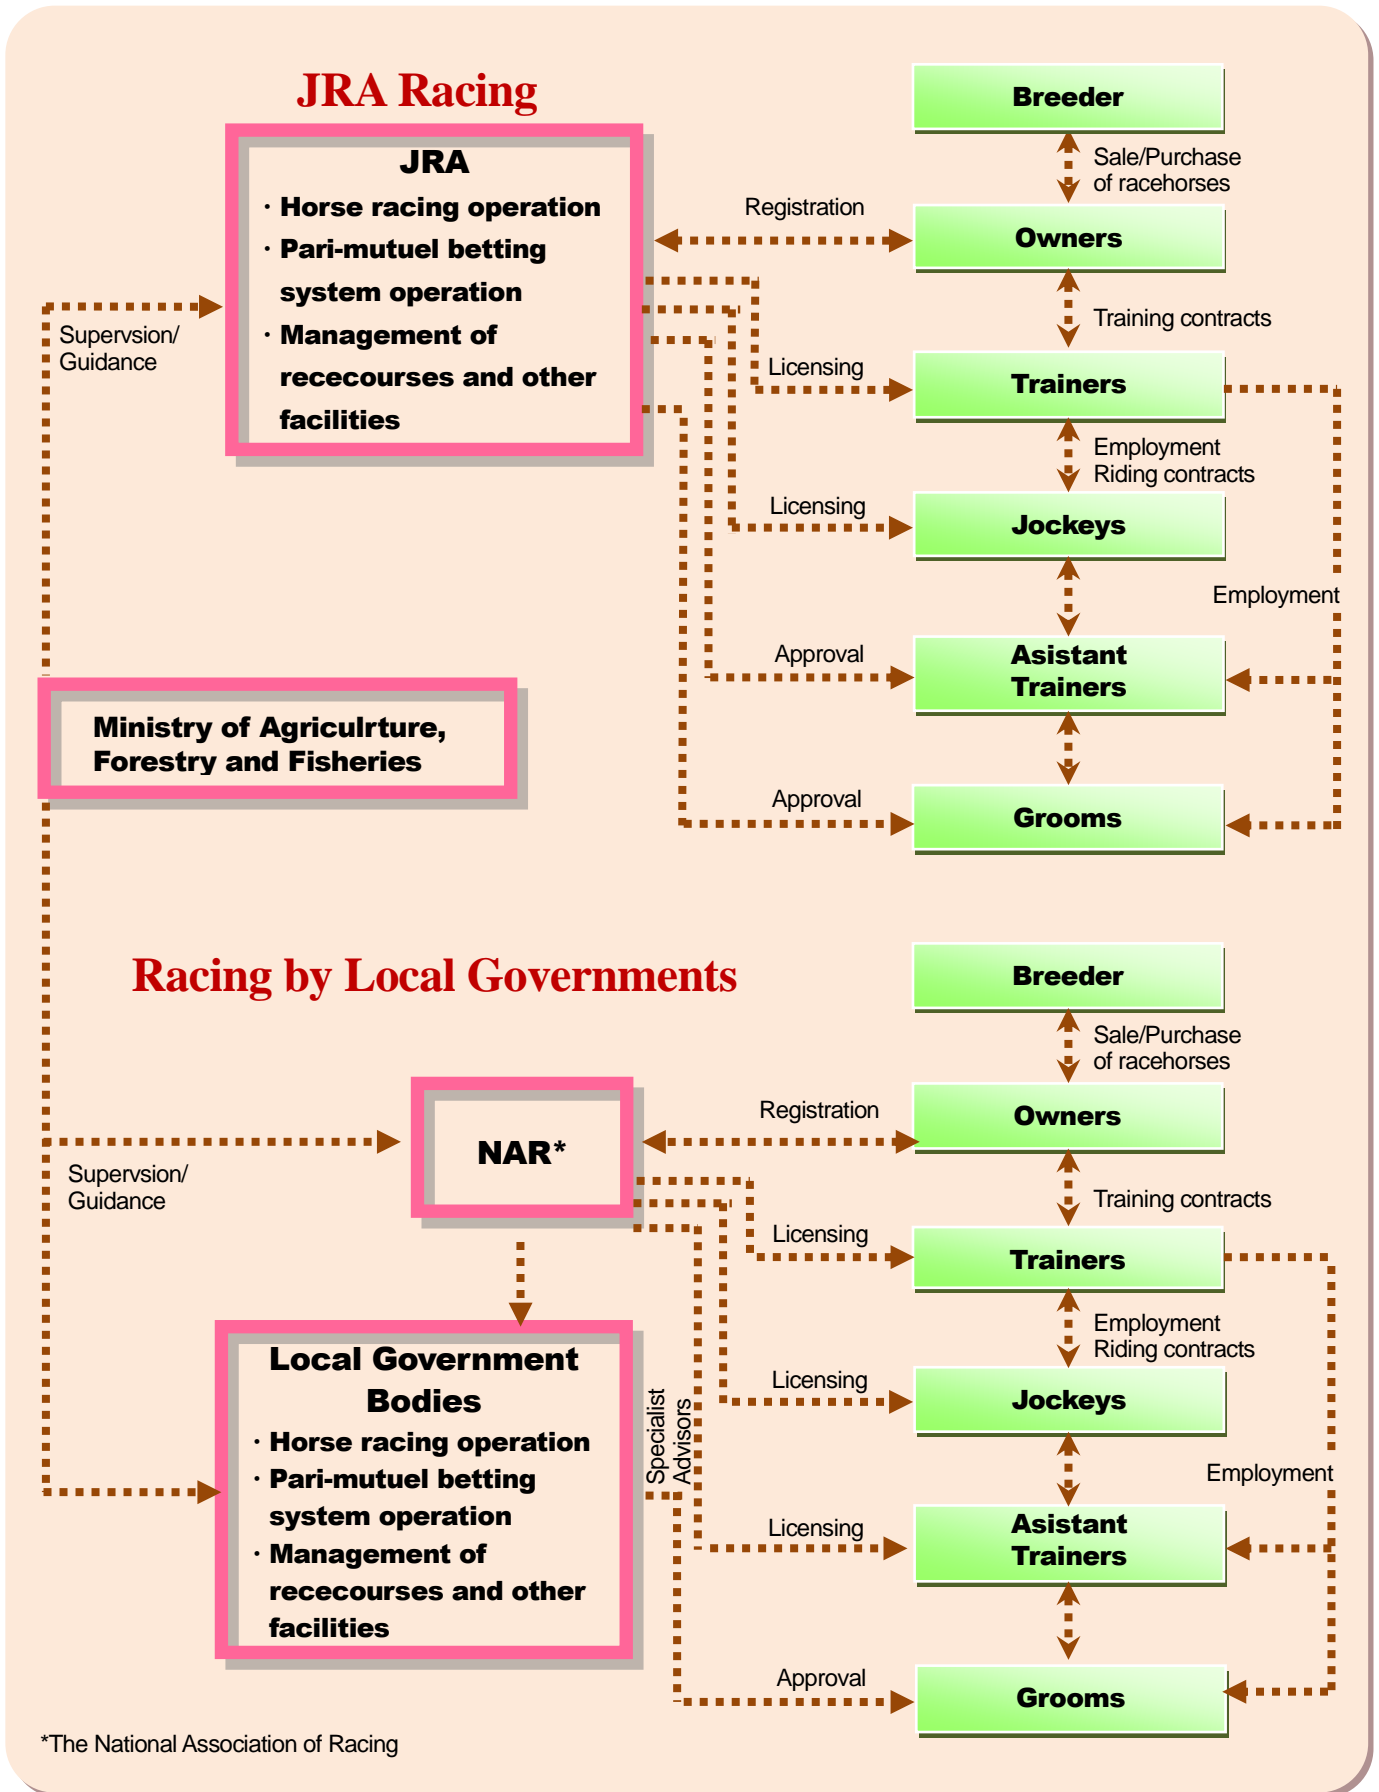 JRA Racing
JRA
· Horse racing operation
· Pari-mutuel betting
system operation
· Management of
rececourses and other
facilities
Supervsion/
Guidance
Registration
Licensing
Licensing
Approval
Approval
Breeder
Sale/Purchase
of racehorses
Owners
Training contracts
Trainers
Employment
Riding contracts
Jockeys
Employment
Asistant
Trainers
Grooms
Ministry of Agriculrture,
Forestry and Fisheries
Racing by Local Governments
NAR*
Supervsion/
Guidance
Local Government
Bodies
· Horse racing operation
· Pari-mutuel betting
system operation
· Management of
rececourses and other
facilities
Specialist
Advisors
Registration
Licensing
Licensing
Licensing
Approval
Breeder
Sale/Purchase
of racehorses
Owners
Training contracts
Trainers
Employment
Riding contracts
Jockeys
Employment
Asistant
Trainers
Grooms
*The National Association of Racing